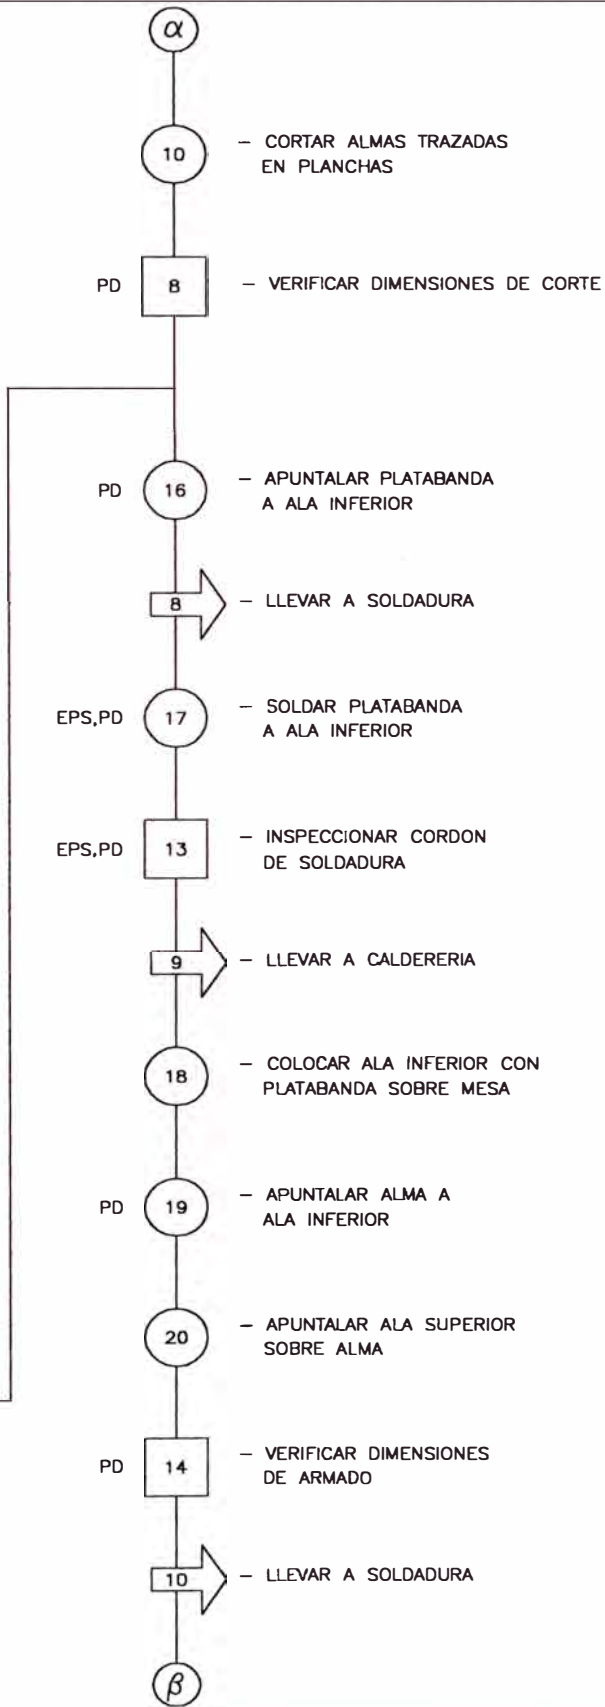 α
10 – CORTAR ALMAS TRAZADAS
EN PLANCHAS
PD 8 – VERIFICAR DIMENSIONES DE CORTE
PD 16 – APUNTALAR PLATABANDA
A ALA INFERIOR
8 – LLEVAR A SOLDADURA
EPS,PD 17 – SOLDAR PLATABANDA
A ALA INFERIOR
EPS,PD 13 – INSPECCIONAR CORDON
DE SOLDADURA
9 – LLEVAR A CALDERERIA
18 – COLOCAR ALA INFERIOR CON
PLATABANDA SOBRE MESA
PD 19 – APUNTALAR ALMA A
ALA INFERIOR
20 – APUNTALAR ALA SUPERIOR
SOBRE ALMA
PD 14 – VERIFICAR DIMENSIONES
DE ARMADO
10 – LLEVAR A SOLDADURA
β